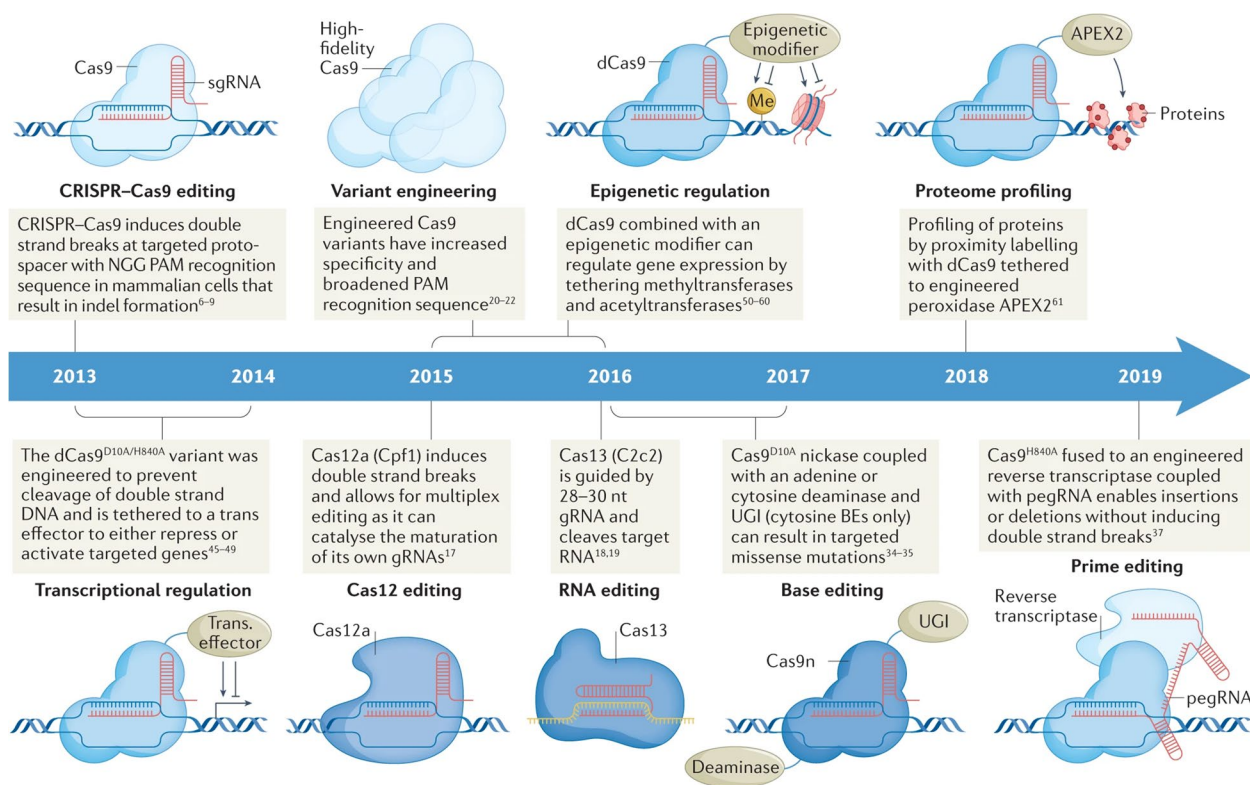 Cas9
sgRNA
CRISPR–Cas9 editing
CRISPR–Cas9 induces double
strand breaks at targeted proto-
spacer with NGG PAM recognition
sequence in mammalian cells that
result in indel formation⁶⁻⁹
High-
fidelity
Cas9
Variant engineering
Engineered Cas9
variants have increased
specificity and
broadened PAM
recognition sequence²⁰⁻²²
Epigenetic
modifier
dCas9
Me
Epigenetic regulation
dCas9 combined with an
epigenetic modifier can
regulate gene expression by
tethering methyltransferases
and acetyltransferases⁵⁰⁻⁶⁰
APEX2
Proteins
Proteome profiling
Profiling of proteins
by proximity labelling
with dCas9 tethered
to engineered
peroxidase APEX2⁶¹
2013 2014 2015 2016 2017 2018 2019
The dCas9ᴰ¹⁰ᴬ/ᴴ⁸⁴⁰ᴬ variant was
engineered to prevent
cleavage of double strand
DNA and is tethered to a trans
effector to either repress or
activate targeted genes⁴⁵⁻⁴⁹
Transcriptional regulation
Trans.
effector
Cas12a (Cpf1) induces
double strand breaks
and allows for multiplex
editing as it can
catalyse the maturation
of its own gRNAs¹⁷
Cas12 editing
Cas12a
Cas13 (C2c2)
is guided by
28–30 nt
gRNA and
cleaves target
RNA¹⁸,¹⁹
RNA editing
Cas13
Cas9ᴰ¹⁰ᴬ nickase coupled
with an adenine or
cytosine deaminase and
UGI (cytosine BEs only)
can result in targeted
missense mutations³⁴⁻³⁵
Base editing
UGI
Cas9n
Deaminase
Cas9ᴴ⁸⁴⁰ᴬ fused to an engineered
reverse transcriptase coupled
with pegRNA enables insertions
or deletions without inducing
double strand breaks³⁷
Prime editing
Reverse
transcriptase
pegRNA